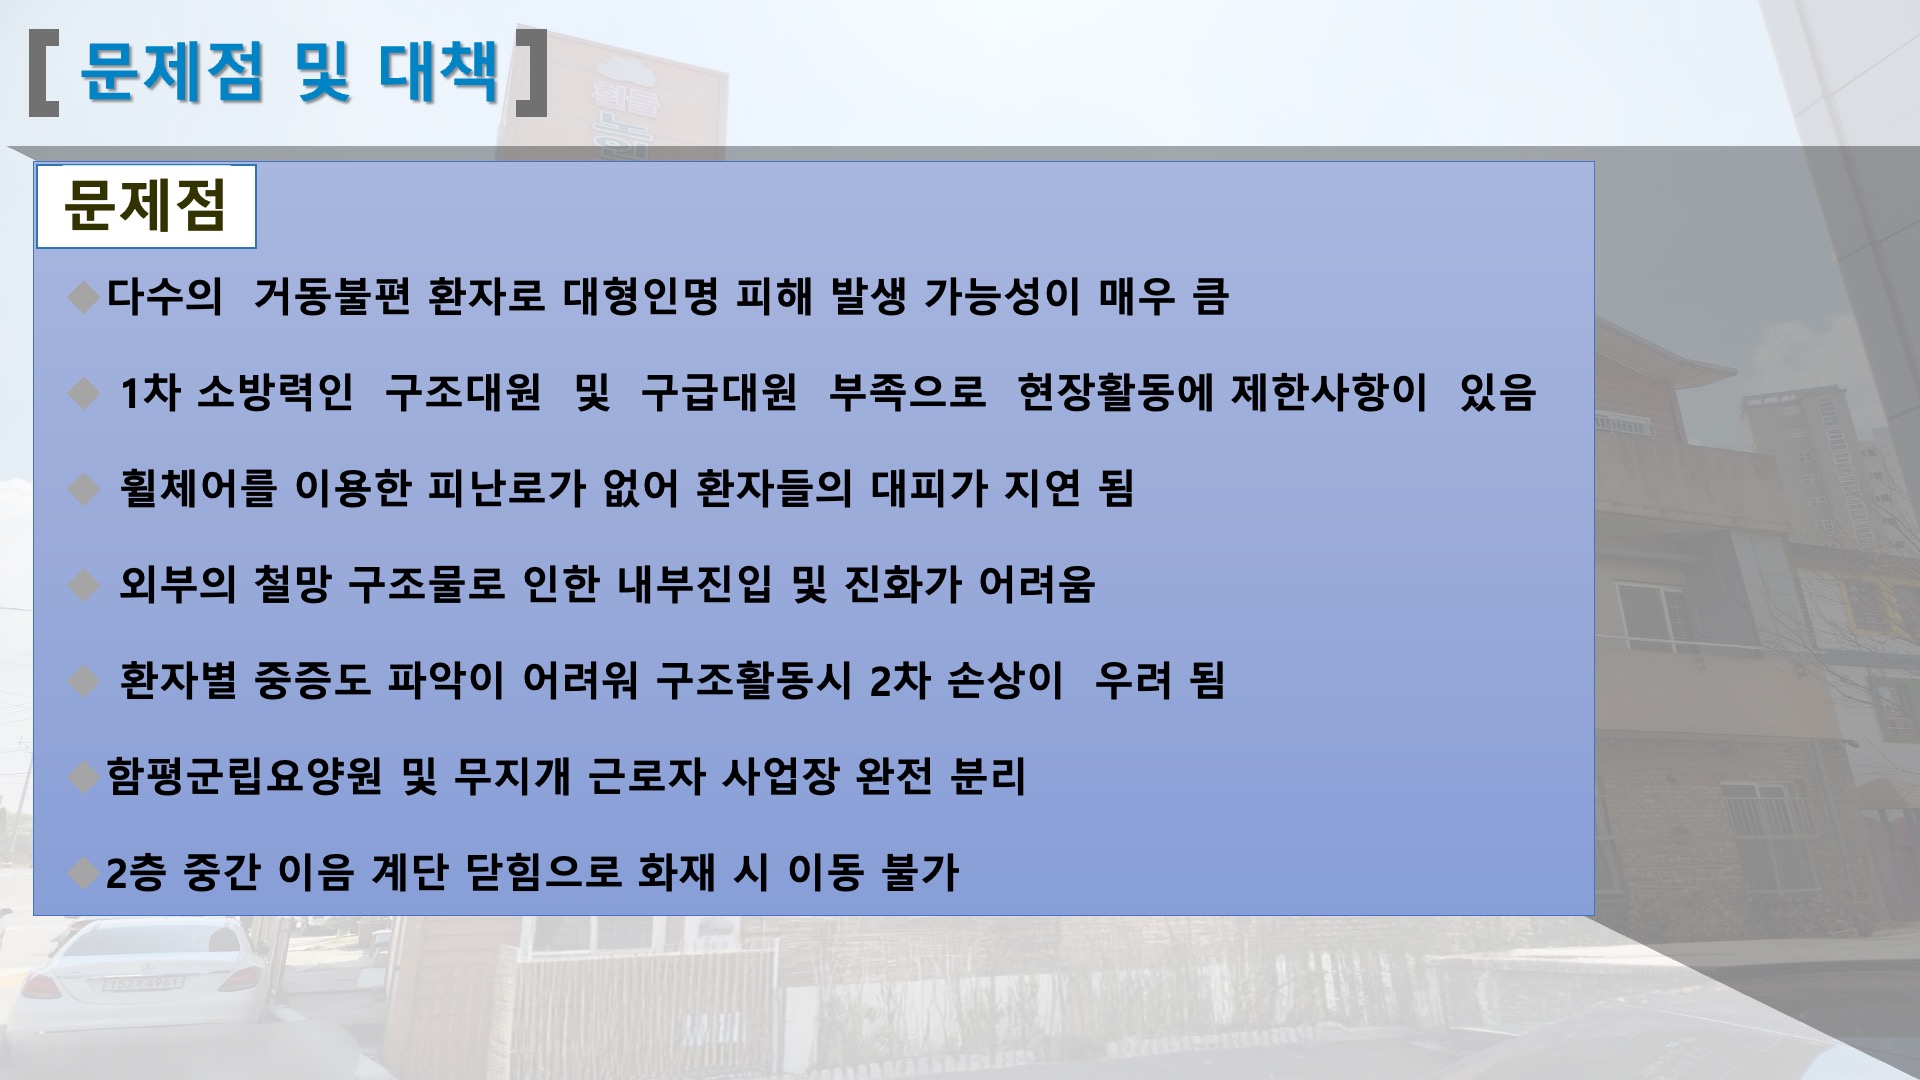 [ 문제점 및 대책 ]
문제점
◆다수의 거동불편 환자로 대형인명 피해 발생 가능성이 매우 큼
◆ 1차 소방력인 구조대원 및 구급대원 부족으로 현장활동에 제한사항이 있음
◆ 휠체어를 이용한 피난로가 없어 환자들의 대피가 지연 됨
◆ 외부의 철망 구조물로 인한 내부진입 및 진화가 어려움
◆ 환자별 중증도 파악이 어려워 구조활동시 2차 손상이 우려 됨
◆함평군립요양원 및 무지개 근로자 사업장 완전 분리
◆2층 중간 이음 계단 닫힘으로 화재 시 이동 불가